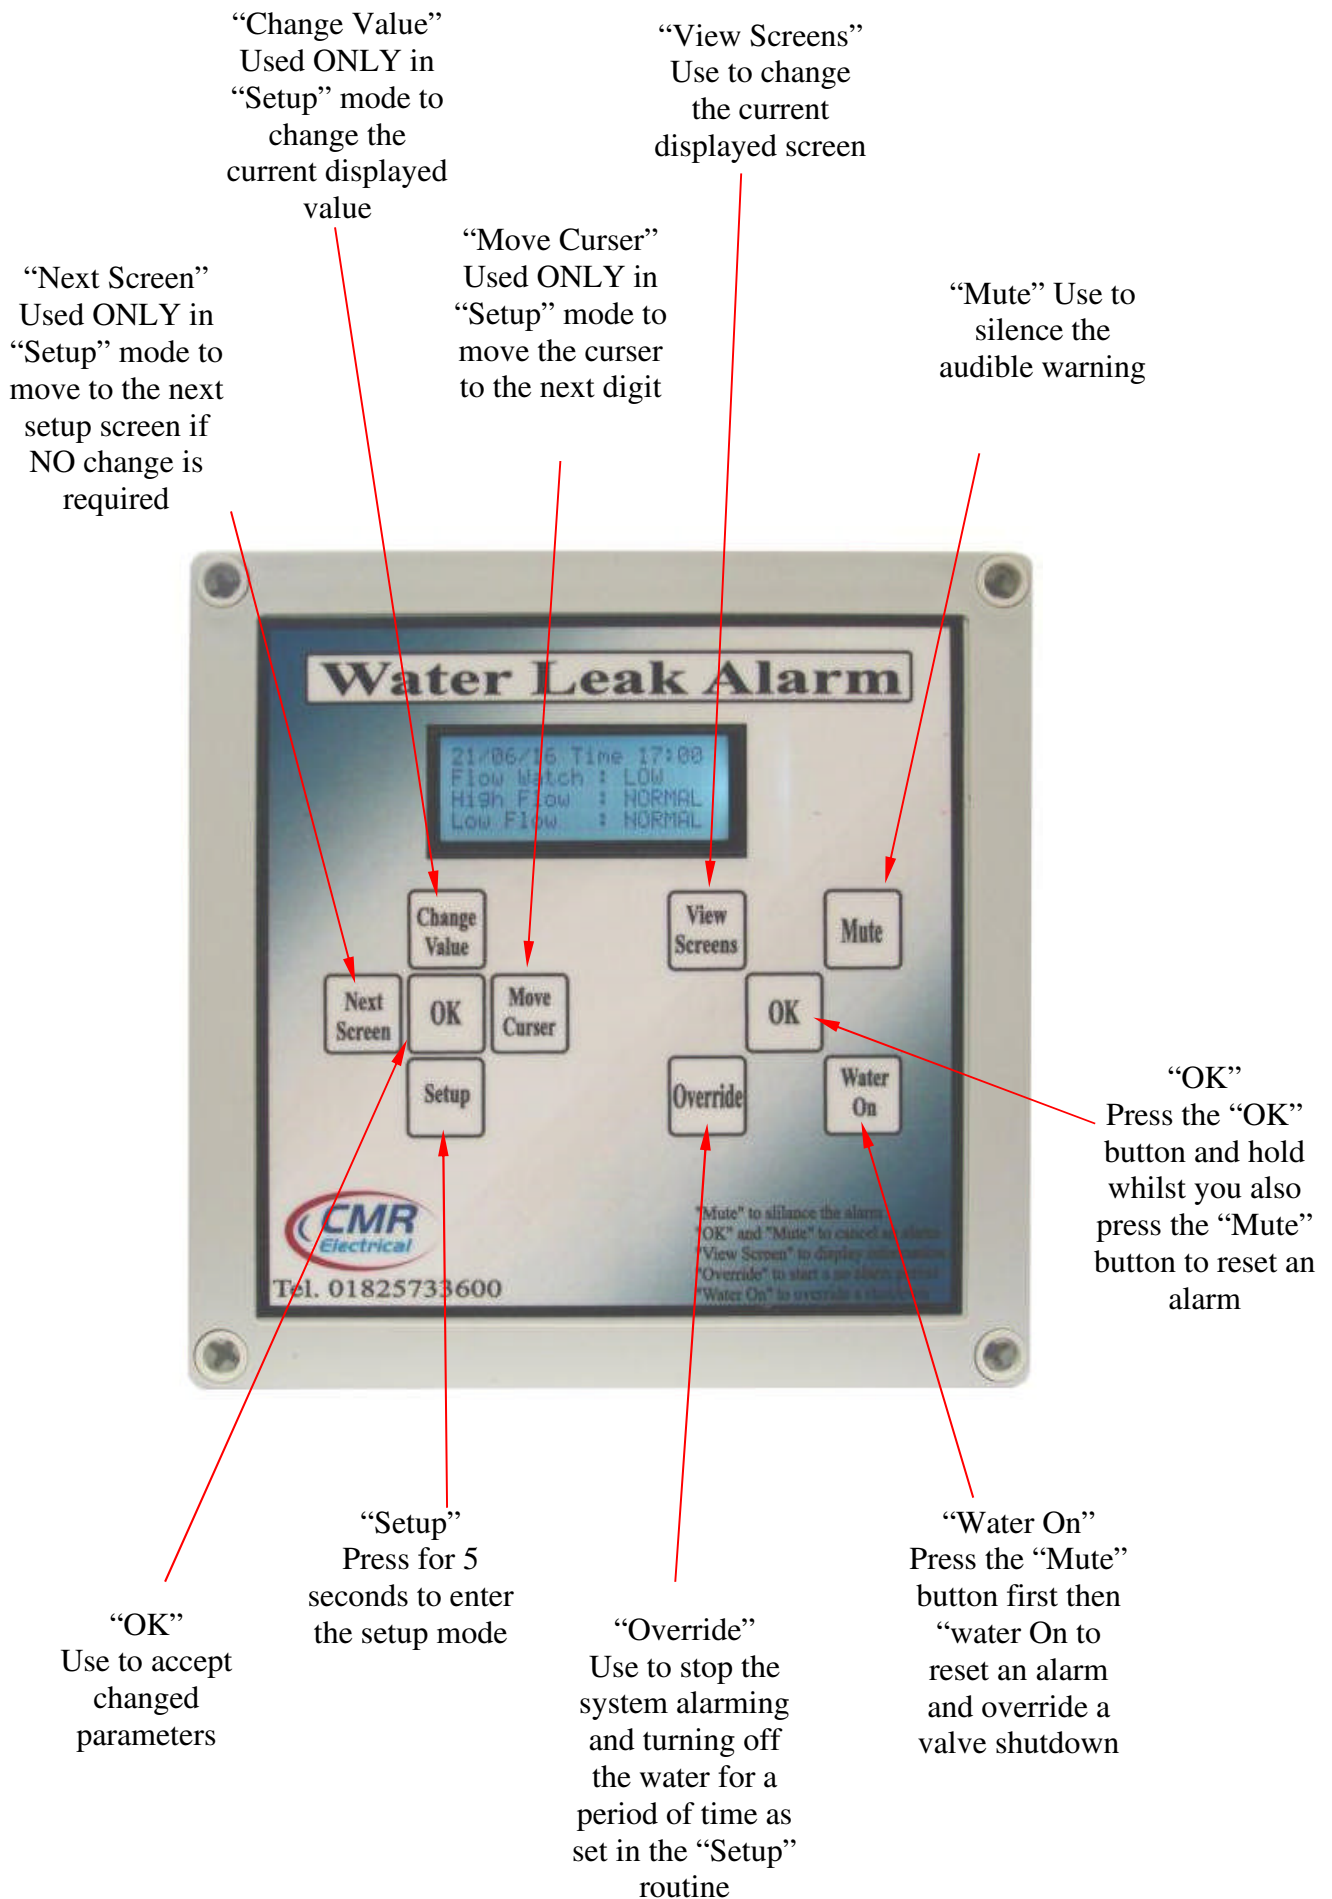 “Change Value”
Used ONLY in
“Setup” mode to
change the
current displayed
value
“View Screens”
Use to change
the current
displayed screen
“Next Screen”
Used ONLY in
“Setup” mode to
move to the next
setup screen if
NO change is
required
“Move Curser”
Used ONLY in
“Setup” mode to
move the curser
to the next digit
“Mute” Use to
silence the
audible warning
Water Leak Alarm
21/06/16 Time 17:00
Flow Watch : LOW
High Flow : NORMAL
Low Flow : NORMAL
Change
Value
Next
Screen
OK
Move
Curser
Setup
View
Screens
Mute
OK
Override
Water
On
CMR
Electrical
Tel. 01825733600
"Mute" to slilance the alarm
"OK" and "Mute" to cancel an alarm
"View Screen" to display information
"Override" to start a no alarm period
"Water On" to override a shutdown
“OK”
Press the “OK”
button and hold
whilst you also
press the “Mute”
button to reset an
alarm
“OK”
Use to accept
changed
parameters
“Setup”
Press for 5
seconds to enter
the setup mode
“Override”
Use to stop the
system alarming
and turning off
the water for a
period of time as
set in the “Setup”
routine
“Water On”
Press the “Mute”
button first then
“water On to
reset an alarm
and override a
valve shutdown